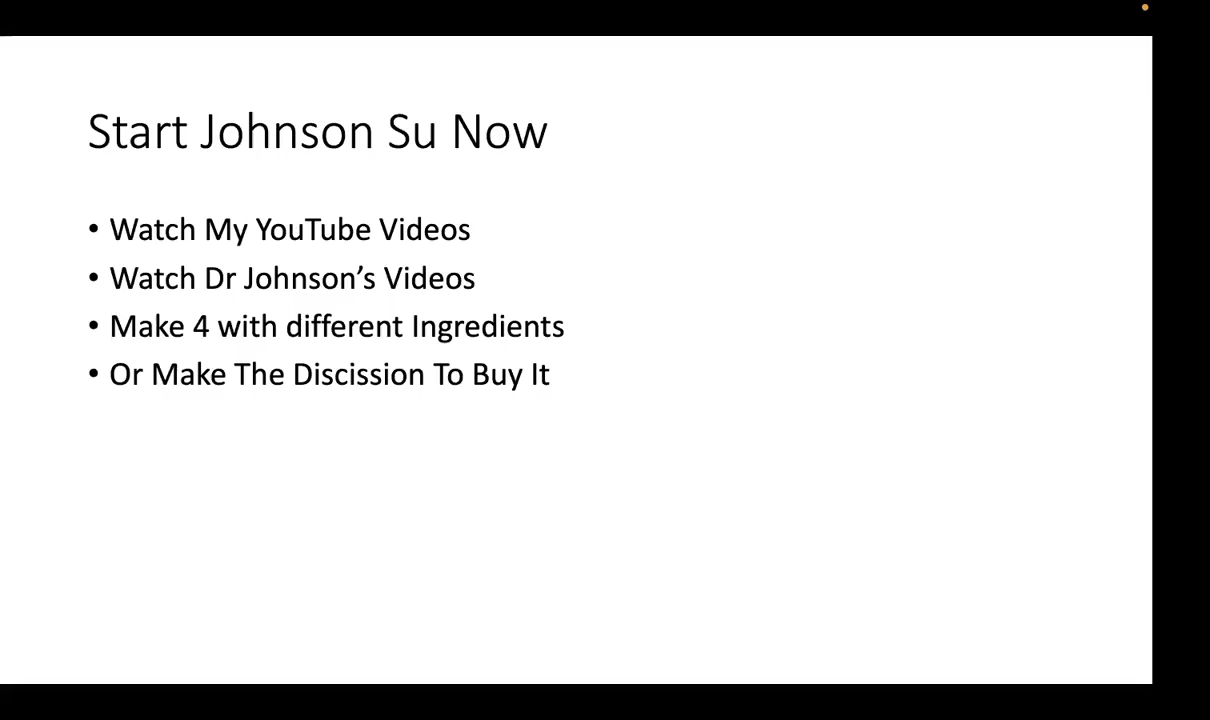 Start Johnson Su Now
• Watch My YouTube Videos
• Watch Dr Johnson’s Videos
• Make 4 with different Ingredients
• Or Make The Discission To Buy It